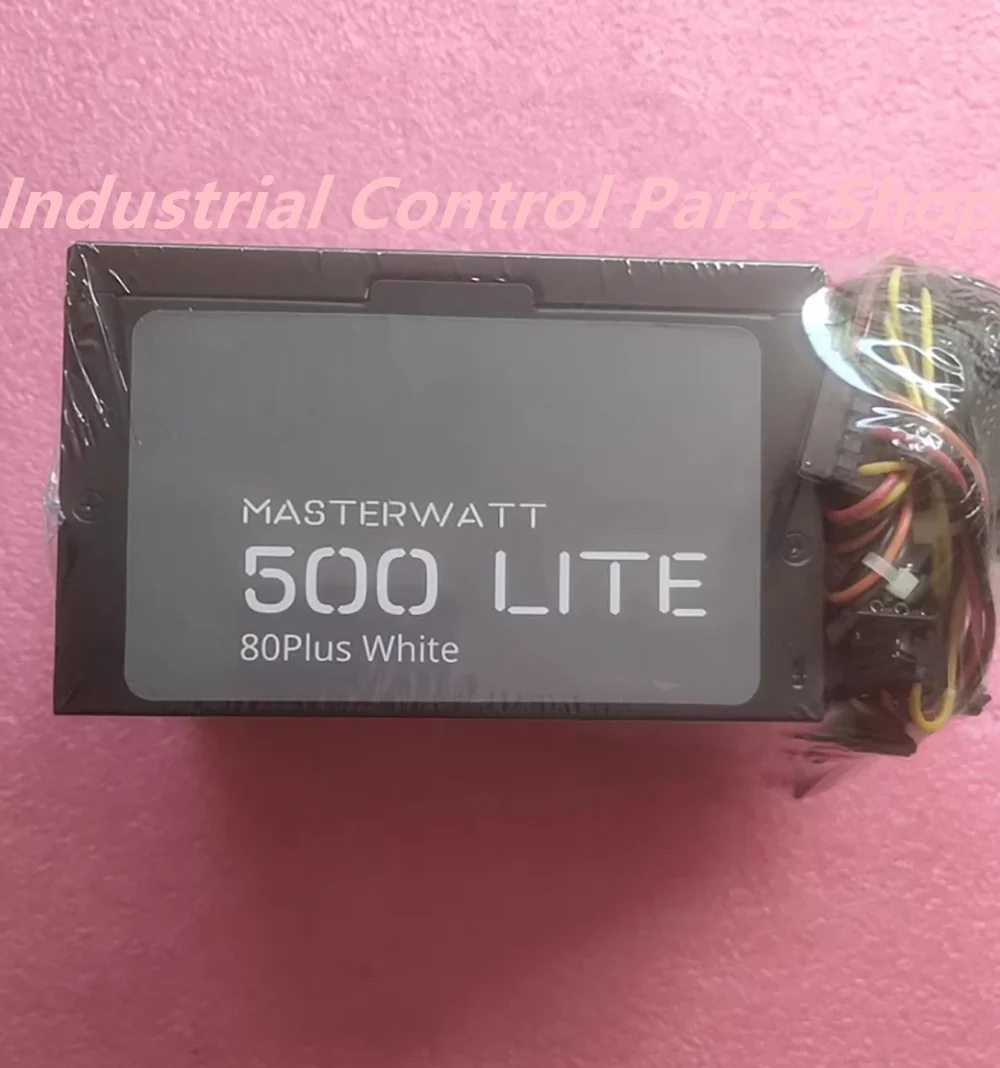 Industrial Control Parts Shop
MASTERWATT
500 LITE
80Plus White